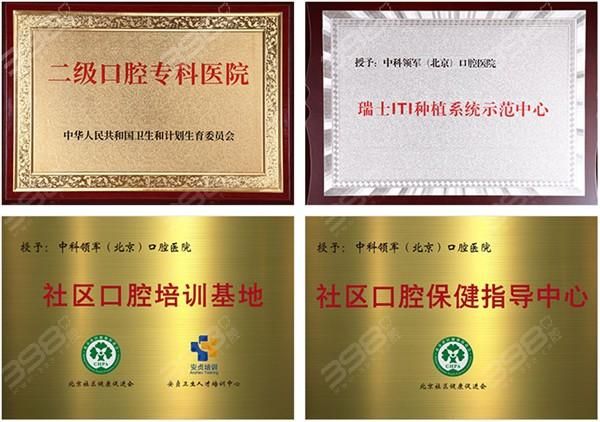 二级口腔专科医院
中华人民共和国卫生和计划生育委员会
授予：中科领军（北京）口腔医院
瑞士ITI种植系统示范中心
授予：中科领军（北京）口腔医院
社区口腔培训基地
CHPA
北京社区健康促进会
安贞培训
AnZhen Training
安贞卫生人才培训中心
授予：中科领军（北京）口腔医院
社区口腔保健指导中心
CHPA
北京社区健康促进会